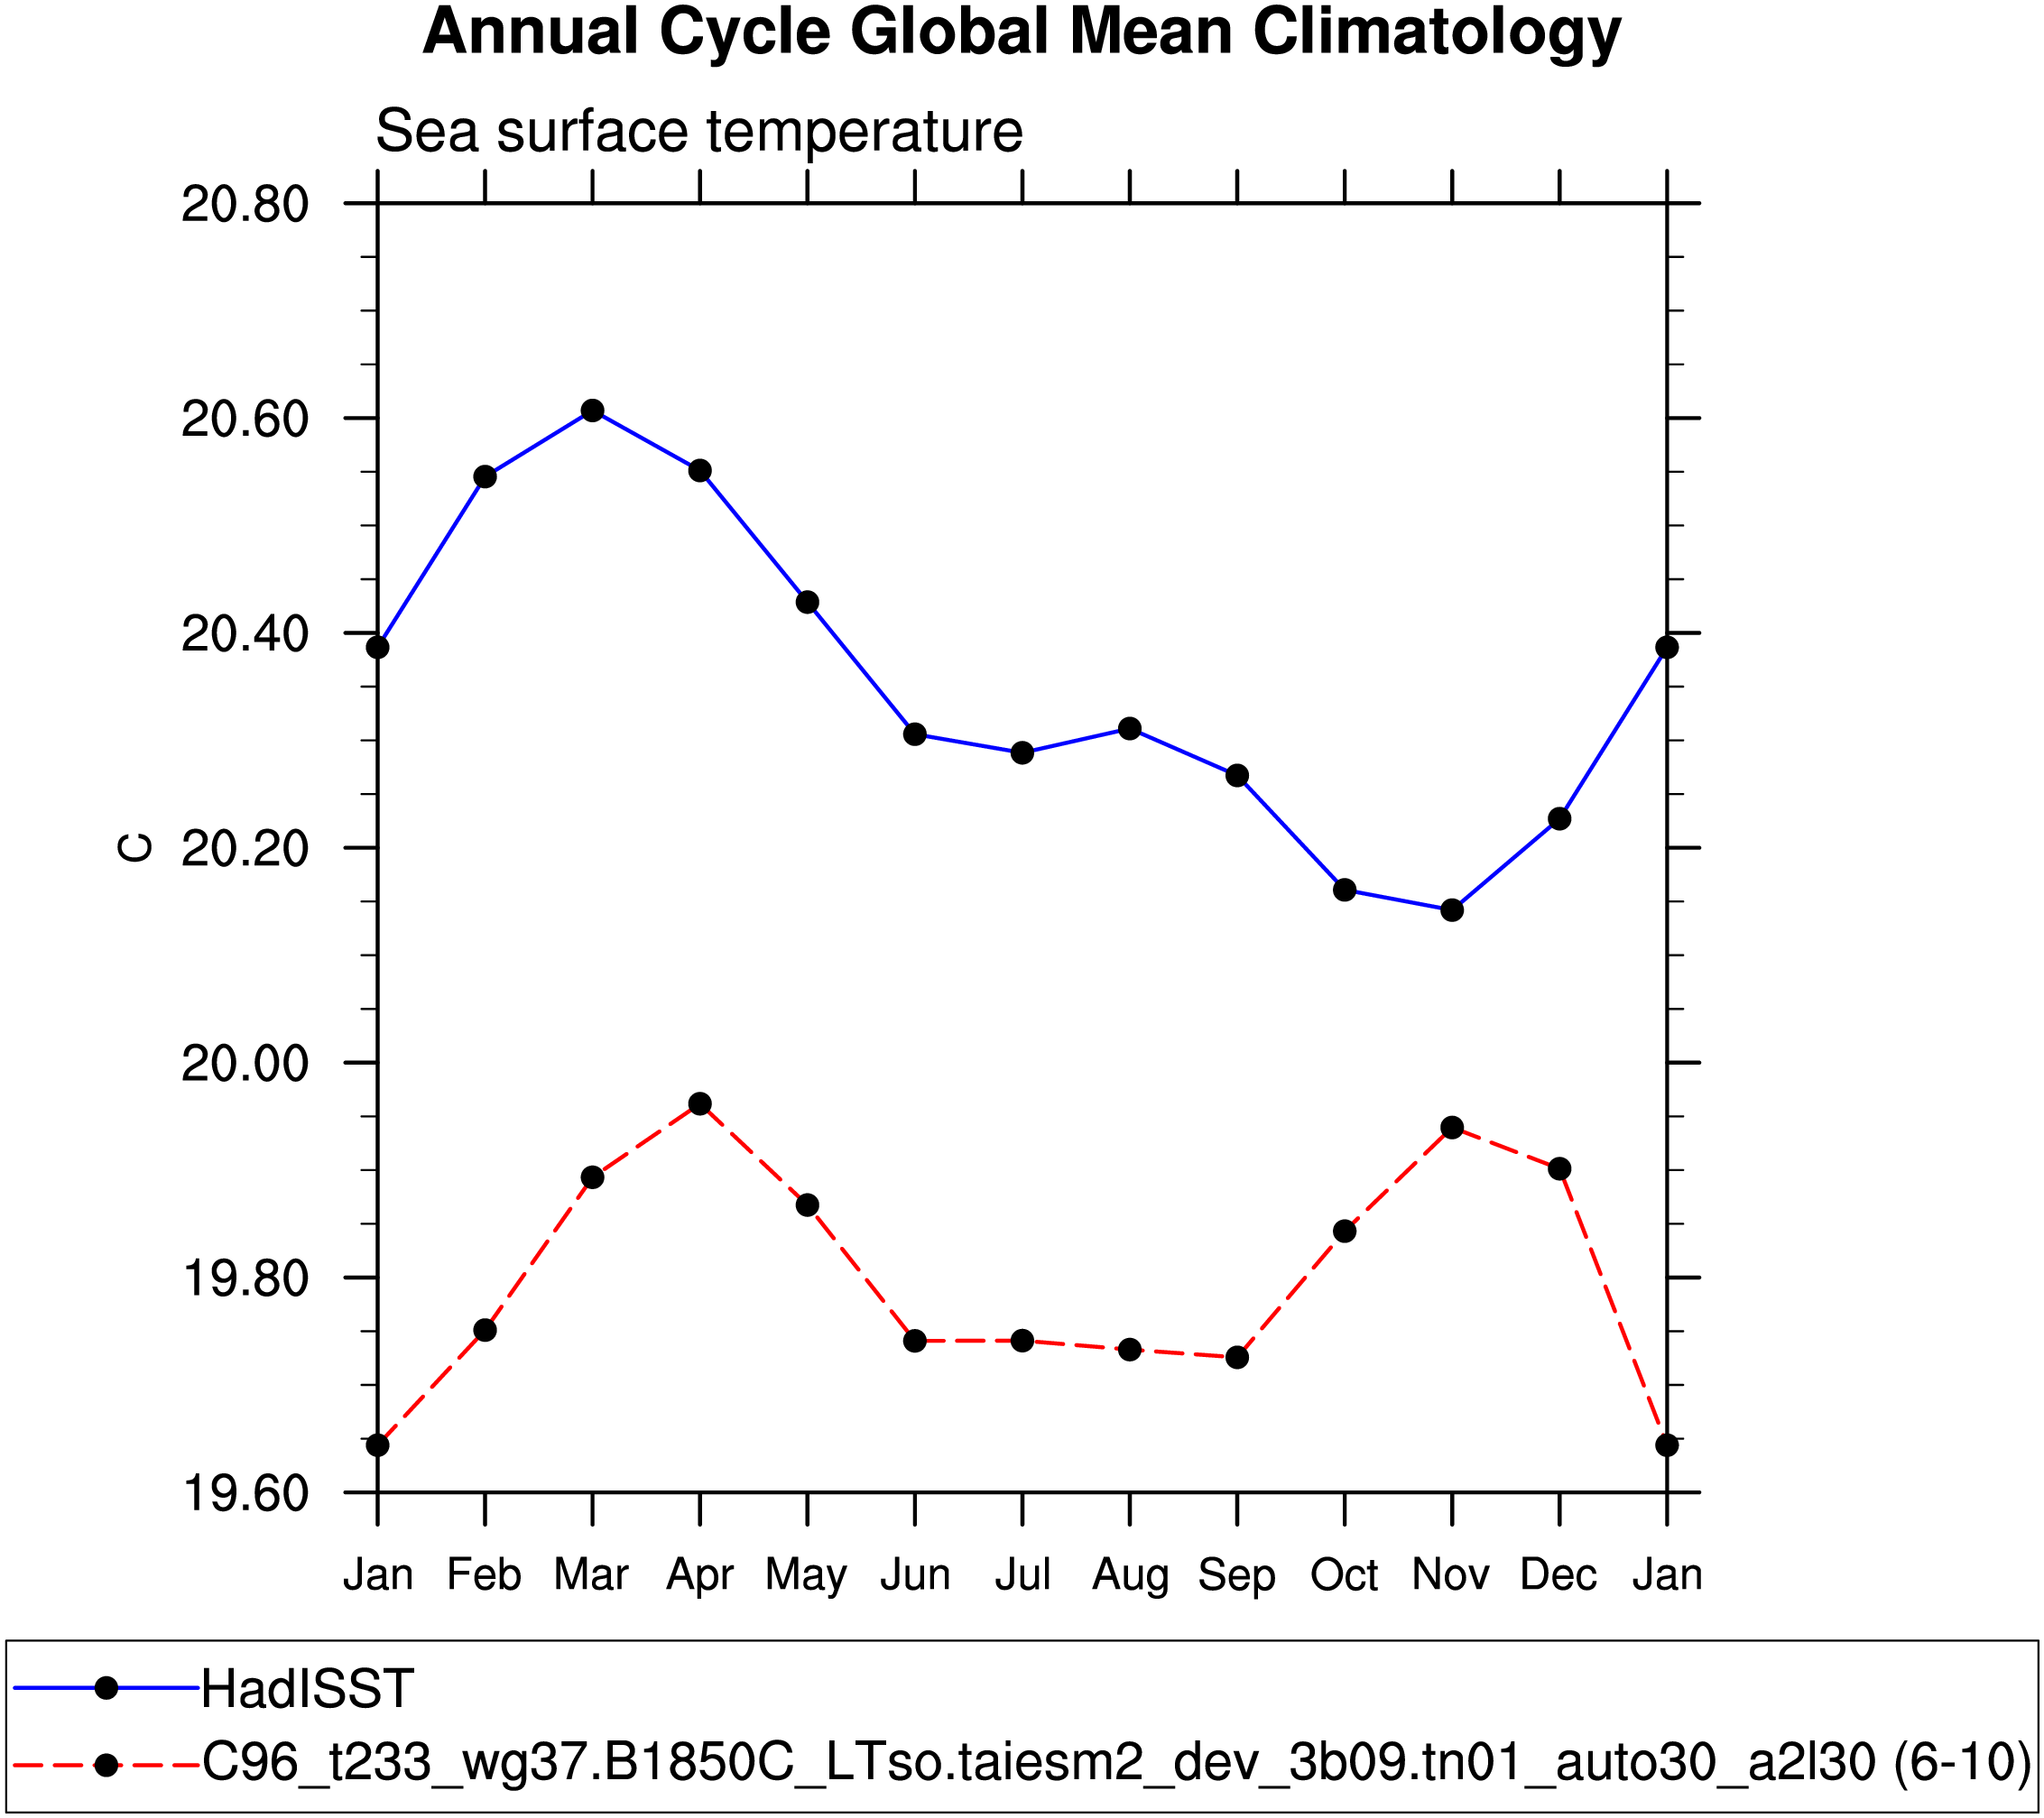 Annual Cycle Global Mean Climatology
Sea surface temperature
20.80
20.60
20.40
20.20
20.00
19.80
19.60
C
Jan Feb Mar Apr May Jun Jul Aug Sep Oct Nov Dec Jan
HadISST
C96_t233_wg37.B1850C_LTso.taiesm2_dev_3b09.tn01_auto30_a2l30 (6-10)